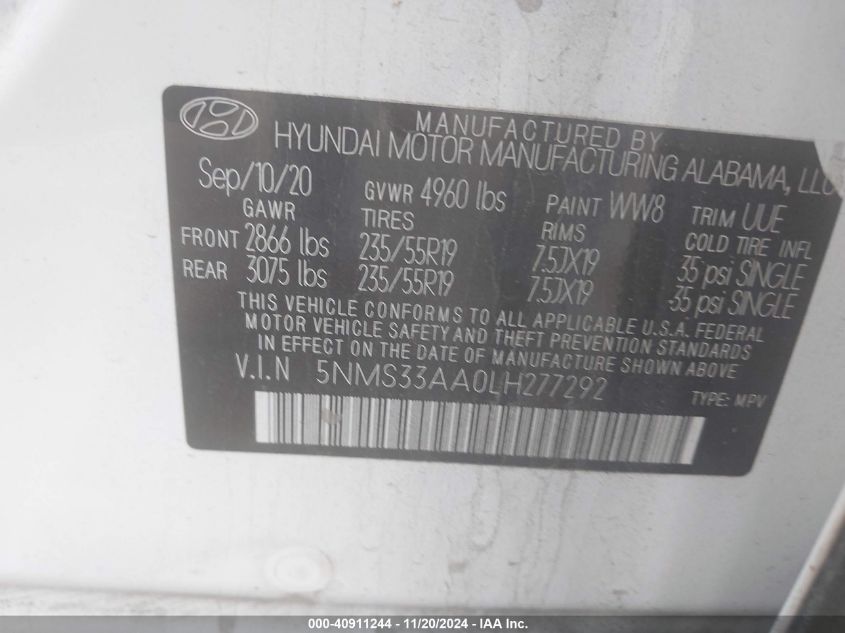 MANUFACTURED BY
HYUNDAI MOTOR MANUFACTURING ALABAMA, LLC
Sep/10/20 GVWR 4960 lbs PAINT WW8 TRIM UUE
GAWR TIRES RIMS COLD TIRE INFL
FRONT 2866 lbs 235/55R19 7.5JX19 35 psi SINGLE
REAR 3075 lbs 235/55R19 7.5JX19 35 psi SINGLE
THIS VEHICLE CONFORMS TO ALL APPLICABLE U.S.A. FEDERAL
MOTOR VEHICLE SAFETY AND THEFT PREVENTION STANDARDS
IN EFFECT ON THE DATE OF MANUFACTURE SHOWN ABOVE
V.I.N 5NMS33AA0LH277292 TYPE: MPV
000-40911244 - 11/20/2024 - IAA Inc.